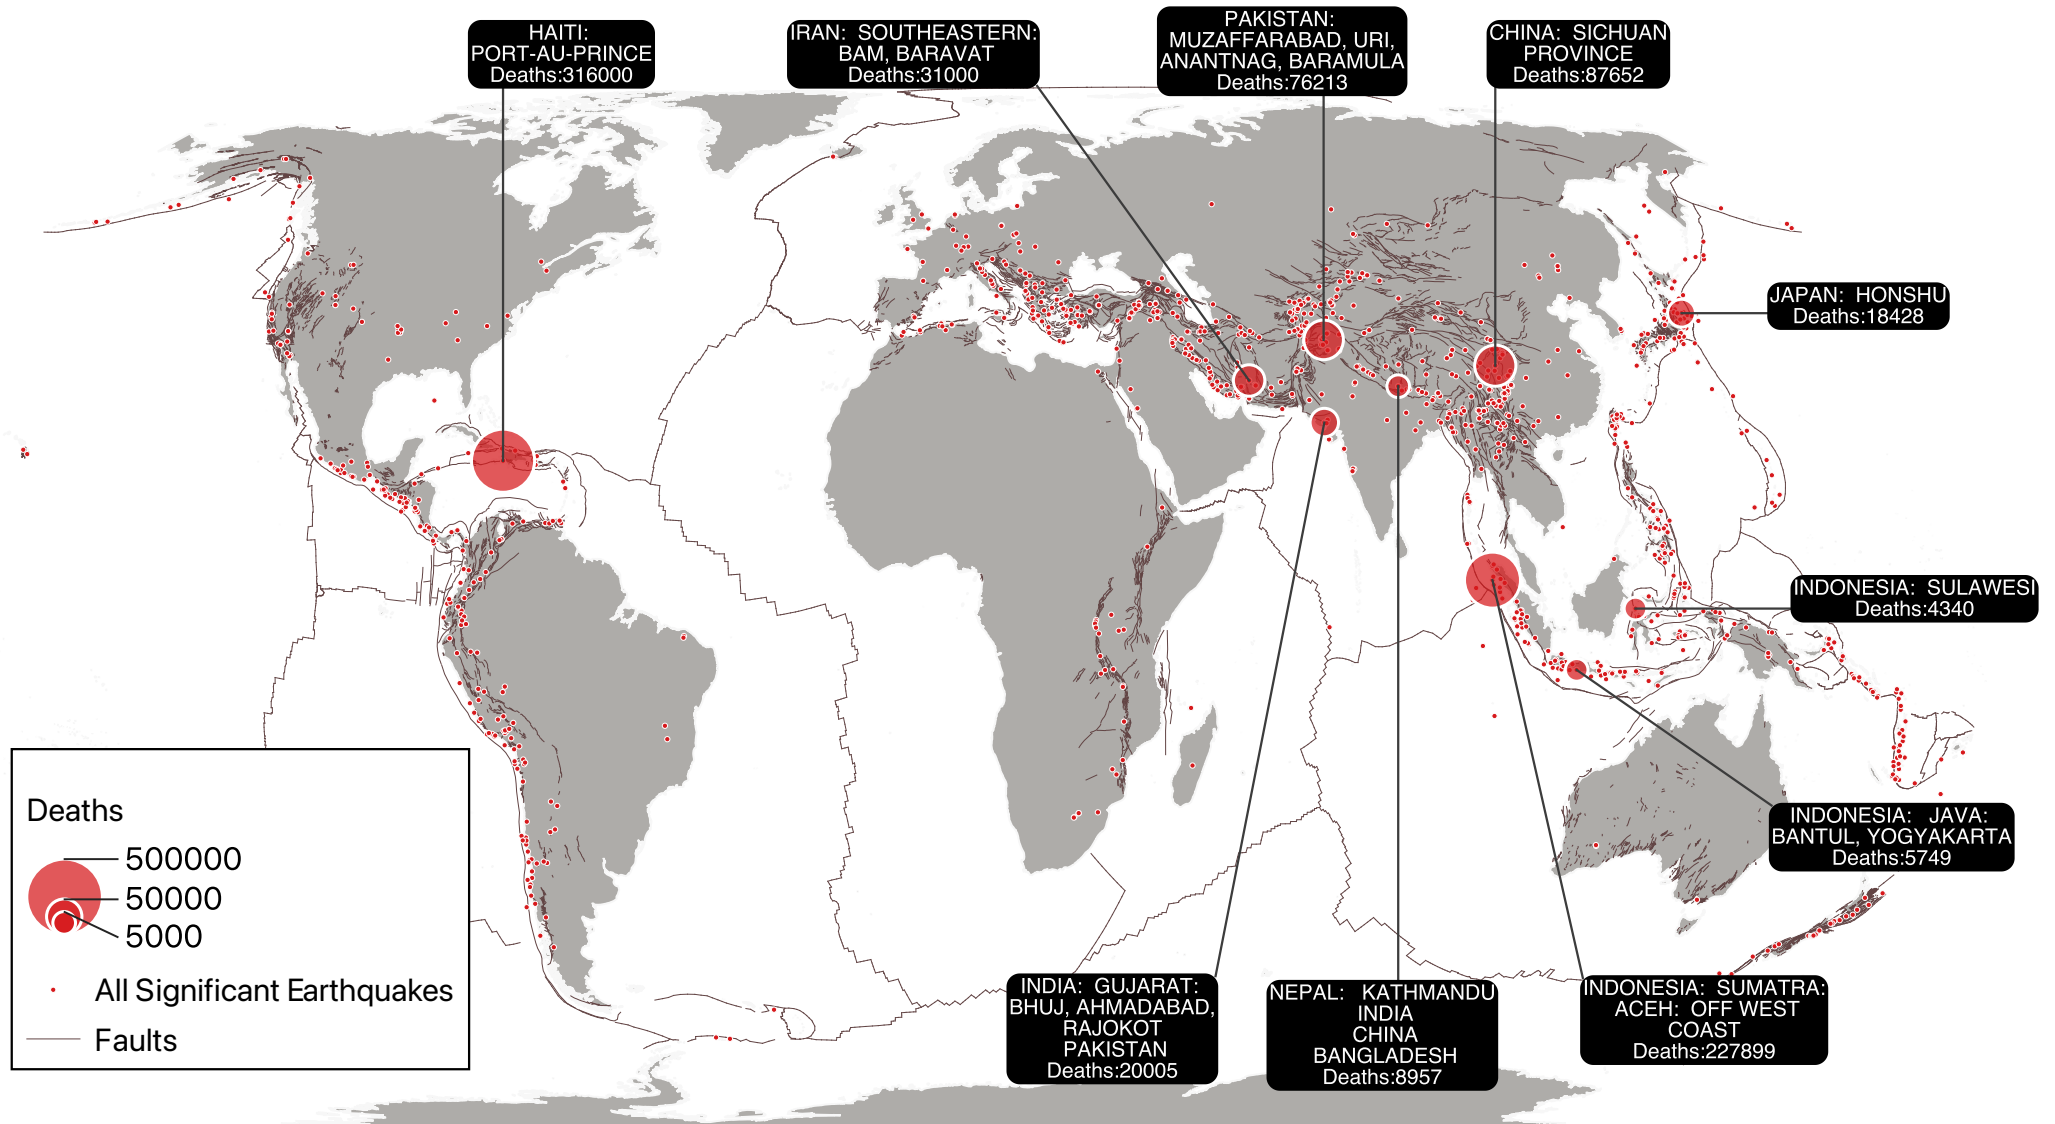 HAITI:
PORT-AU-PRINCE
Deaths:316000
IRAN: SOUTHEASTERN:
BAM, BARAVAT
Deaths:31000
PAKISTAN:
MUZAFFARABAD, URI,
ANANTNAG, BARAMULA
Deaths:76213
CHINA: SICHUAN
PROVINCE
Deaths:87652
JAPAN: HONSHU
Deaths:18428
INDONESIA: SULAWESI
Deaths:4340
INDONESIA: JAVA:
BANTUL, YOGYAKARTA
Deaths:5749
INDIA: GUJARAT:
BHUJ, AHMADABAD,
RAJOKOT
PAKISTAN
Deaths:20005
NEPAL: KATHMANDU
INDIA
CHINA
BANGLADESH
Deaths:8957
INDONESIA: SUMATRA:
ACEH: OFF WEST
COAST
Deaths:227899
Deaths
500000
50000
5000
All Significant Earthquakes
Faults